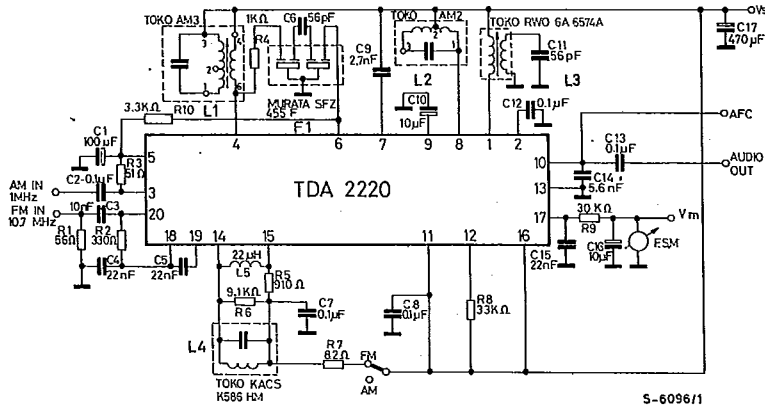 TOKO AM3
1KΩ
R4
C6 56pF
TOKO AM2
TOKO RWO 6A 6574A
Vs
C17
470 µF
3
4
2
1
6
R10
L1
MURATA SFZ
455 F
F1
C9
2,7nF
2
3
1
L2
C10
10µF
C11
56pF
L3
C12 0.1µF
AFC
3.3KΩ
C1
100µF
R3
51Ω
C2-0.1µF
AM IN
1MHz
10nF C3
FM IN
10.7 MHz
R1
56Ω
R2
330Ω
C4
22nF
C5
22nF
4
6
7
9
8
1
2
5
3
20
TDA 2220
10
13
17
18
19
14
15
11
12
16
C13
0.1µF
AUDIO
OUT
C14
5.6nF
30KΩ
R9
Vm
C15
22nF
C16
10µF
ESM
22µH
L5
R5
910Ω
9.1KΩ
R6
C7
0.1µF
C8
0.1µF
R8
33KΩ
L4
TOKO KACS
K586 HM
R7
82Ω
FM
AM
S-6096/1